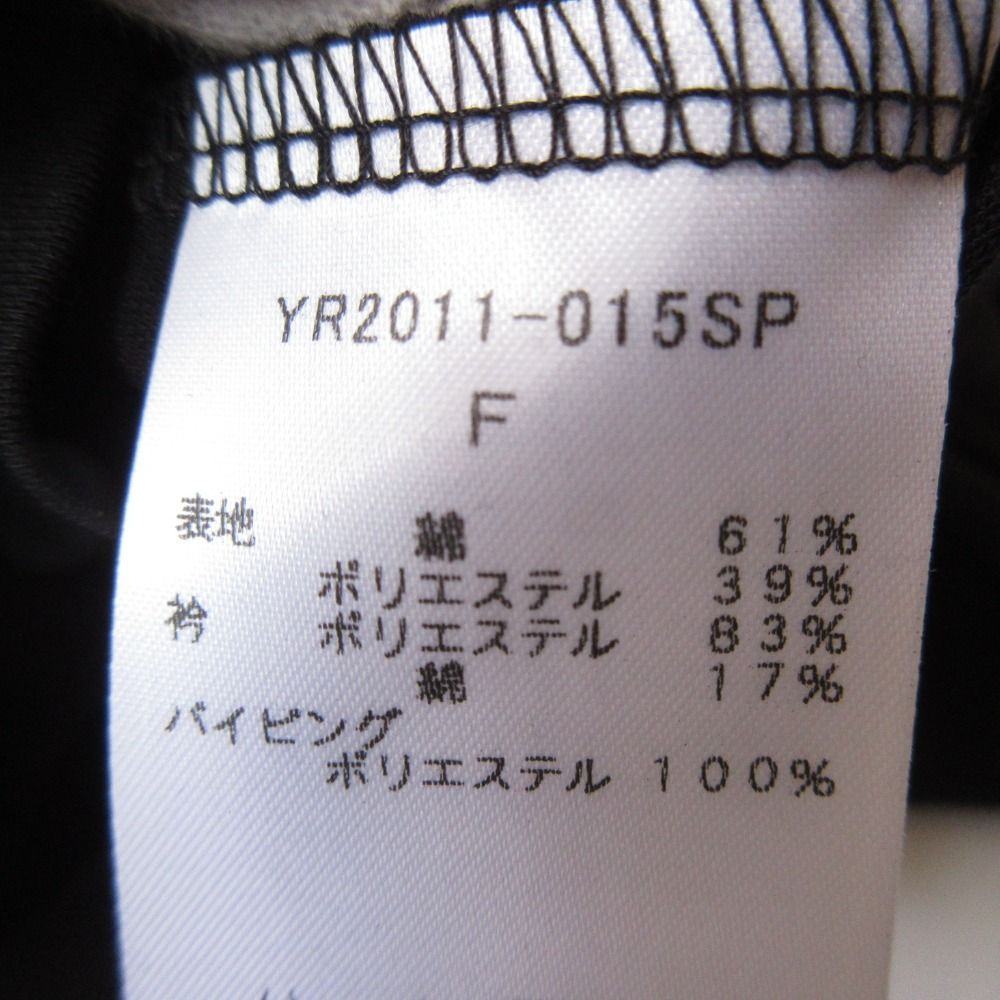 YR2011-015SP
F
表地 綿 61%
ポリエステル 39%
衿 ポリエステル 83%
綿 17%
パイピング
ポリエステル 100%